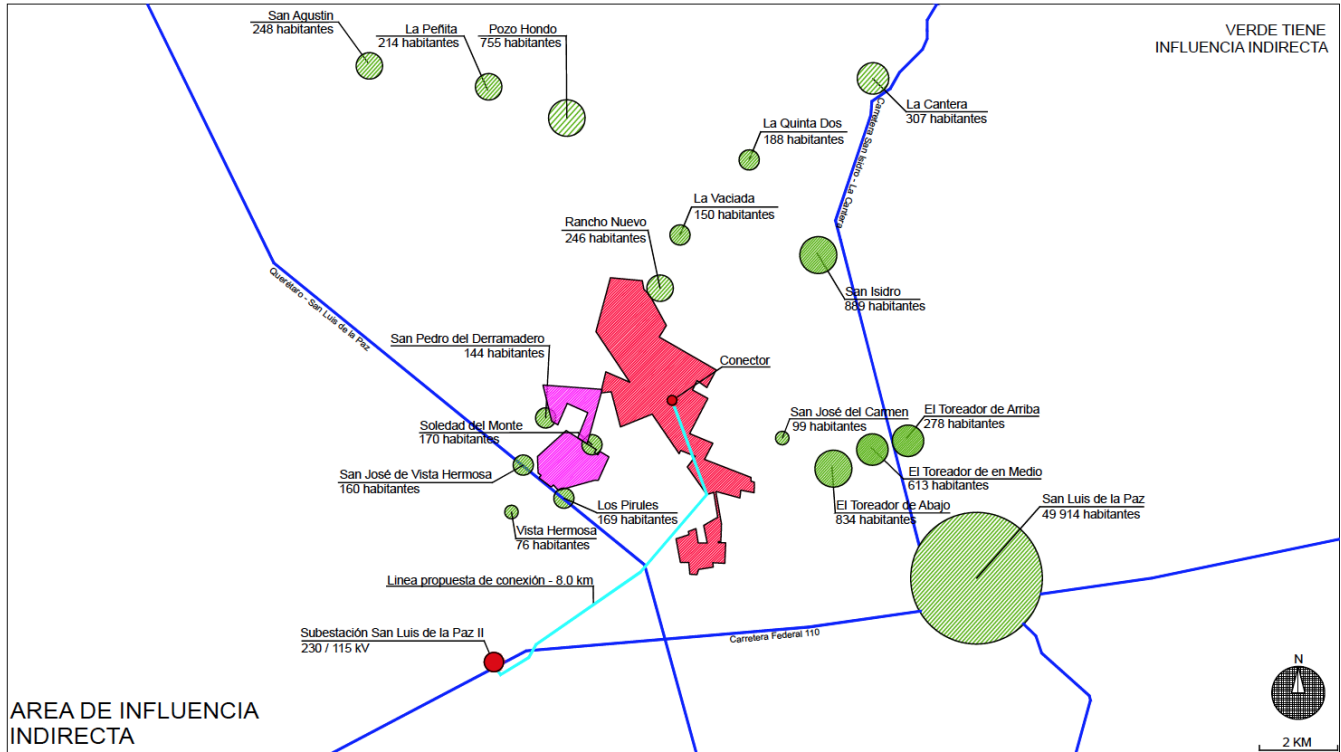 San Agustin
248 habitantes
La Peñita
214 habitantes
Pozo Hondo
755 habitantes
VERDE TIENE
INFLUENCIA INDIRECTA
La Cantera
307 habitantes
La Quinta Dos
188 habitantes
Carretera San Isidro - La Cantera
La Vaciada
150 habitantes
Rancho Nuevo
246 habitantes
San Isidro
889 habitantes
Querétaro - San Luis de la Paz
San Pedro del Derramadero
144 habitantes
Conector
San José del Carmen
99 habitantes
El Toreador de Arriba
278 habitantes
Soledad del Monte
170 habitantes
San José de Vista Hermosa
160 habitantes
El Toreador de en Medio
613 habitantes
Los Pirules
169 habitantes
El Toreador de Abajo
834 habitantes
San Luis de la Paz
49 914 habitantes
Vista Hermosa
76 habitantes
Linea propuesta de conexión - 8.0 km
Subestación San Luis de la Paz II
230 / 115 kV
Carretera Federal 110
N
AREA DE INFLUENCIA
INDIRECTA
2 KM